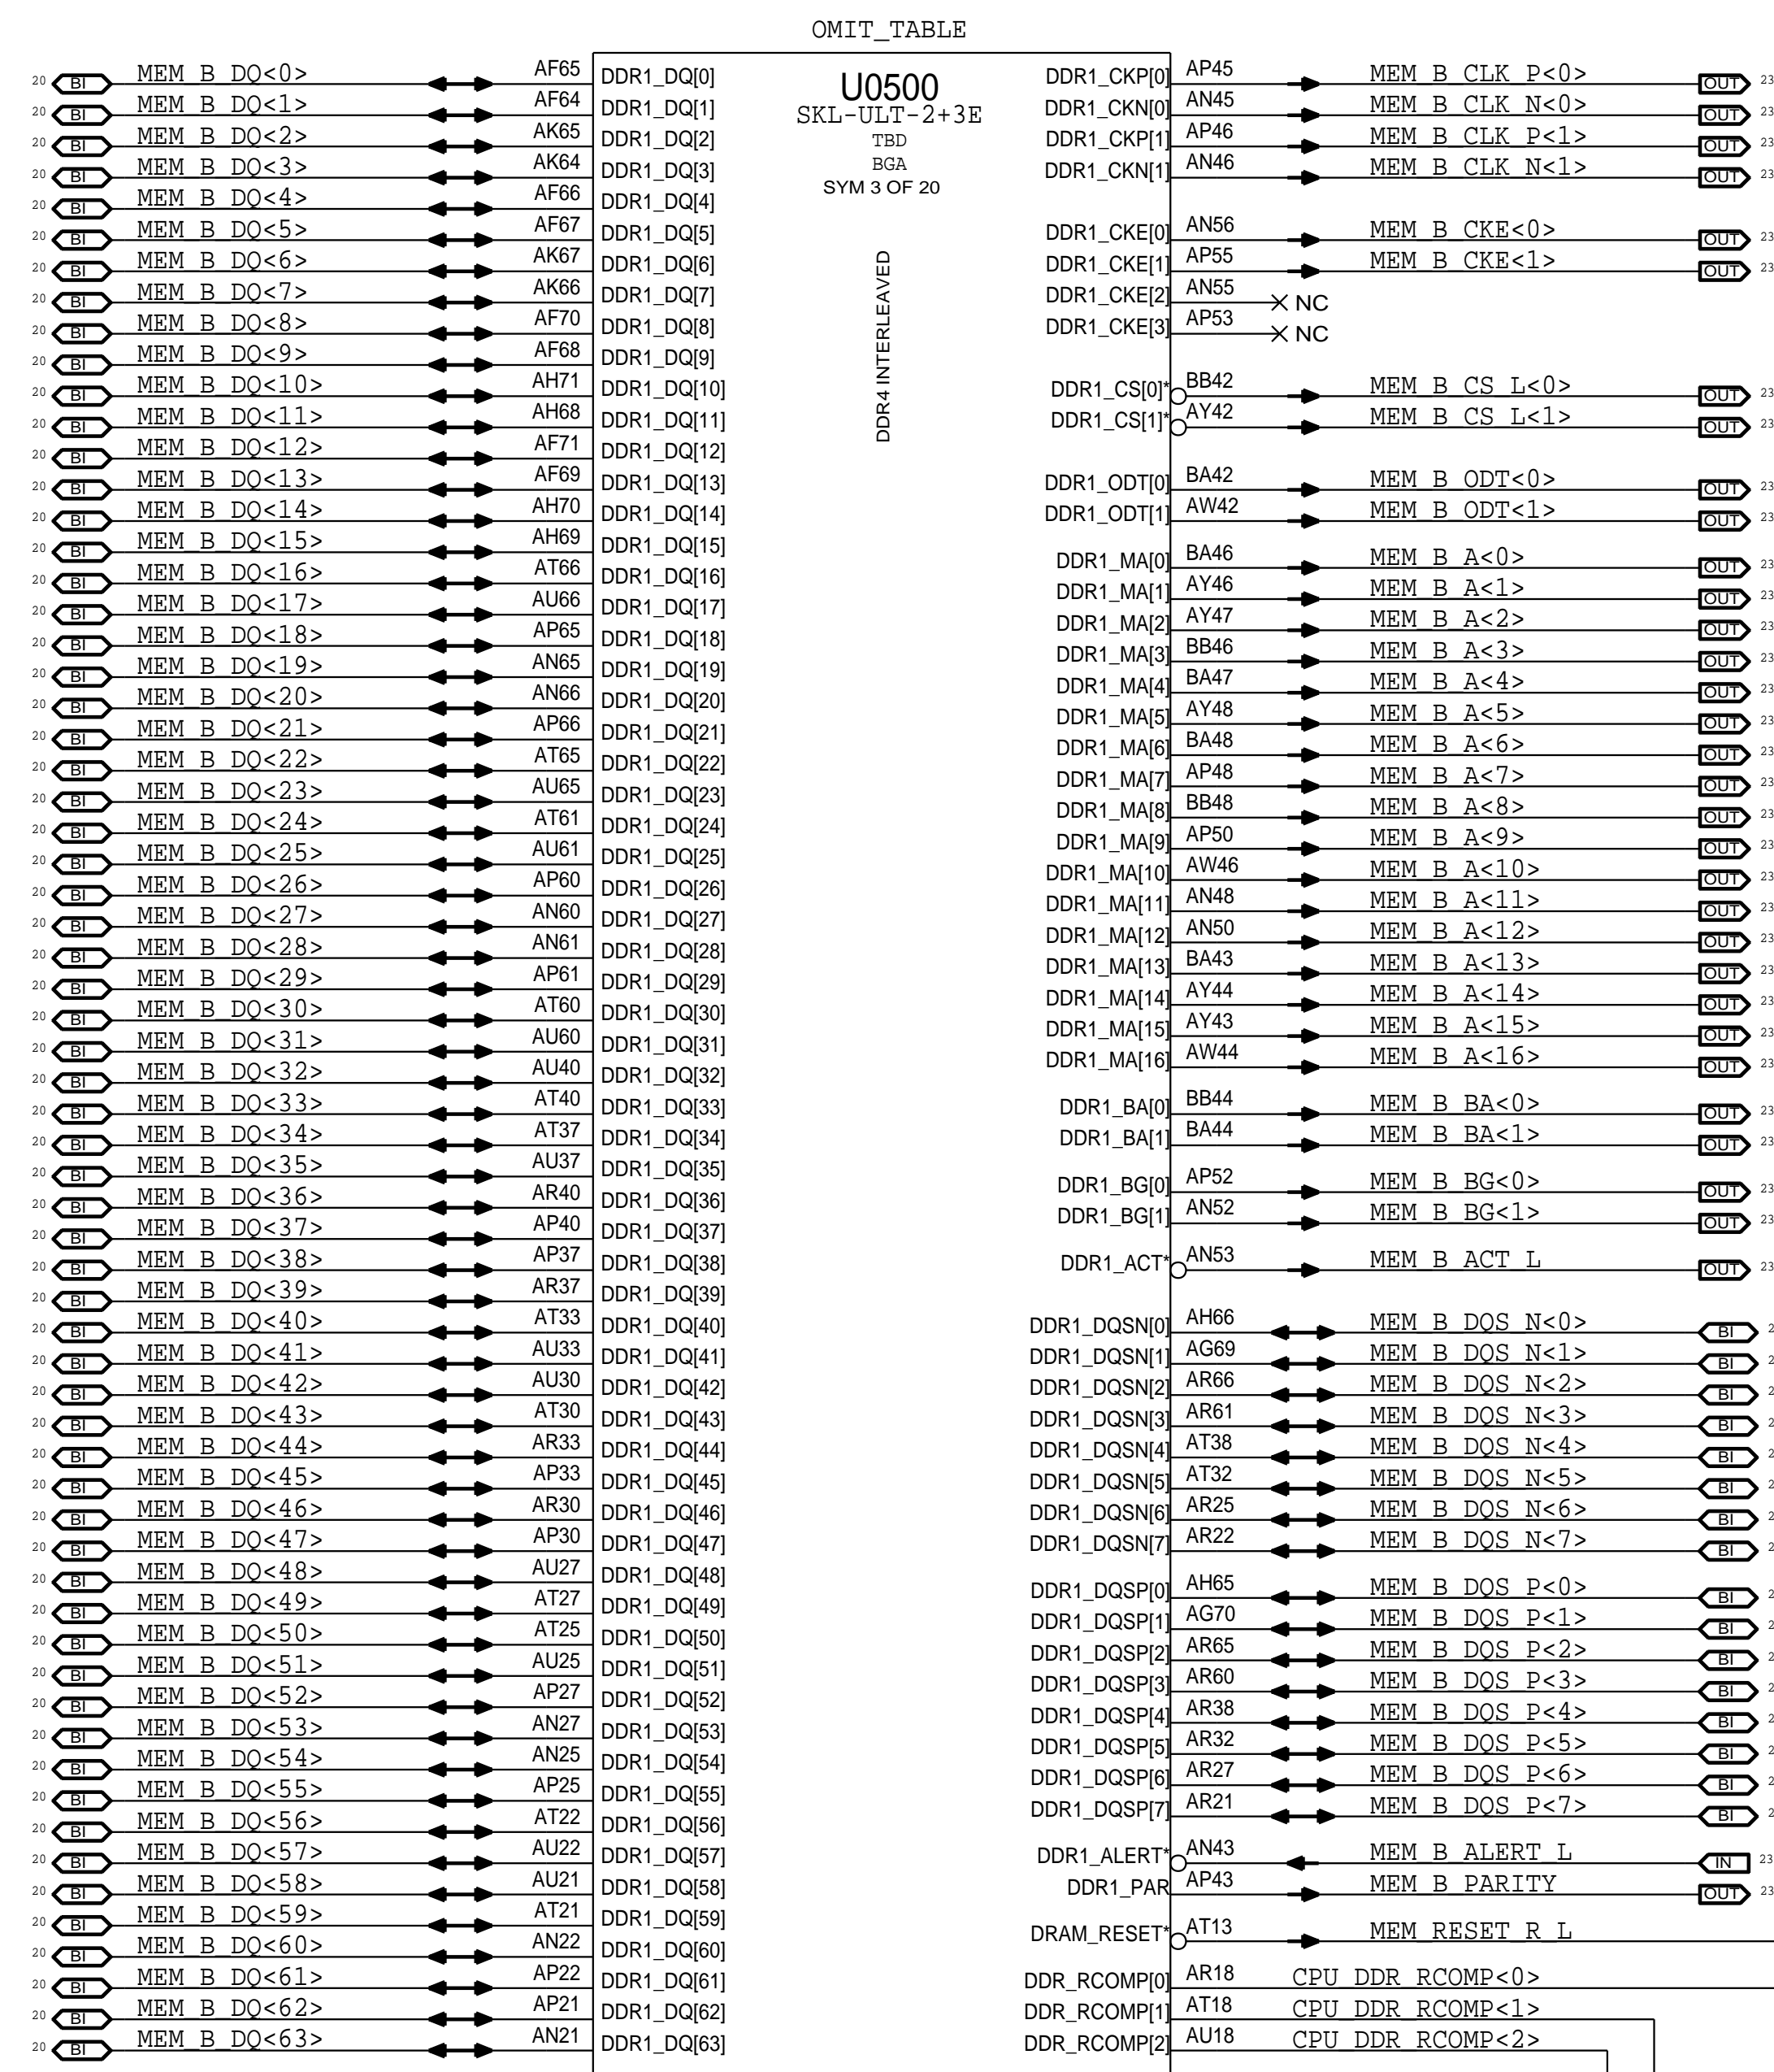 OMIT_TABLE
U0500
SKL-ULT-2+3E
TBD
BGA
SYM 3 OF 20
DDR4 INTERLEAVED
20 BI MEM_B_DQ<0> AF65 DDR1_DQ[0]
20 BI MEM_B_DQ<1> AF64 DDR1_DQ[1]
20 BI MEM_B_DQ<2> AK65 DDR1_DQ[2]
20 BI MEM_B_DQ<3> AK64 DDR1_DQ[3]
20 BI MEM_B_DQ<4> AF66 DDR1_DQ[4]
20 BI MEM_B_DQ<5> AF67 DDR1_DQ[5]
20 BI MEM_B_DQ<6> AK67 DDR1_DQ[6]
20 BI MEM_B_DQ<7> AK66 DDR1_DQ[7]
20 BI MEM_B_DQ<8> AF70 DDR1_DQ[8]
20 BI MEM_B_DQ<9> AF68 DDR1_DQ[9]
20 BI MEM_B_DQ<10> AH71 DDR1_DQ[10]
20 BI MEM_B_DQ<11> AH68 DDR1_DQ[11]
20 BI MEM_B_DQ<12> AF71 DDR1_DQ[12]
20 BI MEM_B_DQ<13> AF69 DDR1_DQ[13]
20 BI MEM_B_DQ<14> AH70 DDR1_DQ[14]
20 BI MEM_B_DQ<15> AH69 DDR1_DQ[15]
20 BI MEM_B_DQ<16> AT66 DDR1_DQ[16]
20 BI MEM_B_DQ<17> AU66 DDR1_DQ[17]
20 BI MEM_B_DQ<18> AP65 DDR1_DQ[18]
20 BI MEM_B_DQ<19> AN65 DDR1_DQ[19]
20 BI MEM_B_DQ<20> AN66 DDR1_DQ[20]
20 BI MEM_B_DQ<21> AP66 DDR1_DQ[21]
20 BI MEM_B_DQ<22> AT65 DDR1_DQ[22]
20 BI MEM_B_DQ<23> AU65 DDR1_DQ[23]
20 BI MEM_B_DQ<24> AT61 DDR1_DQ[24]
20 BI MEM_B_DQ<25> AU61 DDR1_DQ[25]
20 BI MEM_B_DQ<26> AP60 DDR1_DQ[26]
20 BI MEM_B_DQ<27> AN60 DDR1_DQ[27]
20 BI MEM_B_DQ<28> AN61 DDR1_DQ[28]
20 BI MEM_B_DQ<29> AP61 DDR1_DQ[29]
20 BI MEM_B_DQ<30> AT60 DDR1_DQ[30]
20 BI MEM_B_DQ<31> AU60 DDR1_DQ[31]
20 BI MEM_B_DQ<32> AU40 DDR1_DQ[32]
20 BI MEM_B_DQ<33> AT40 DDR1_DQ[33]
20 BI MEM_B_DQ<34> AT37 DDR1_DQ[34]
20 BI MEM_B_DQ<35> AU37 DDR1_DQ[35]
20 BI MEM_B_DQ<36> AR40 DDR1_DQ[36]
20 BI MEM_B_DQ<37> AP40 DDR1_DQ[37]
20 BI MEM_B_DQ<38> AP37 DDR1_DQ[38]
20 BI MEM_B_DQ<39> AR37 DDR1_DQ[39]
20 BI MEM_B_DQ<40> AT33 DDR1_DQ[40]
20 BI MEM_B_DQ<41> AU33 DDR1_DQ[41]
20 BI MEM_B_DQ<42> AU30 DDR1_DQ[42]
20 BI MEM_B_DQ<43> AT30 DDR1_DQ[43]
20 BI MEM_B_DQ<44> AR33 DDR1_DQ[44]
20 BI MEM_B_DQ<45> AP33 DDR1_DQ[45]
20 BI MEM_B_DQ<46> AR30 DDR1_DQ[46]
20 BI MEM_B_DQ<47> AP30 DDR1_DQ[47]
20 BI MEM_B_DQ<48> AU27 DDR1_DQ[48]
20 BI MEM_B_DQ<49> AT27 DDR1_DQ[49]
20 BI MEM_B_DQ<50> AT25 DDR1_DQ[50]
20 BI MEM_B_DQ<51> AU25 DDR1_DQ[51]
20 BI MEM_B_DQ<52> AP27 DDR1_DQ[52]
20 BI MEM_B_DQ<53> AN27 DDR1_DQ[53]
20 BI MEM_B_DQ<54> AN25 DDR1_DQ[54]
20 BI MEM_B_DQ<55> AP25 DDR1_DQ[55]
20 BI MEM_B_DQ<56> AT22 DDR1_DQ[56]
20 BI MEM_B_DQ<57> AU22 DDR1_DQ[57]
20 BI MEM_B_DQ<58> AU21 DDR1_DQ[58]
20 BI MEM_B_DQ<59> AT21 DDR1_DQ[59]
20 BI MEM_B_DQ<60> AN22 DDR1_DQ[60]
20 BI MEM_B_DQ<61> AP22 DDR1_DQ[61]
20 BI MEM_B_DQ<62> AP21 DDR1_DQ[62]
20 BI MEM_B_DQ<63> AN21 DDR1_DQ[63]
DDR1_CKP[0] AP45 MEM_B_CLK_P<0> OUT 23
DDR1_CKN[0] AN45 MEM_B_CLK_N<0> OUT 23
DDR1_CKP[1] AP46 MEM_B_CLK_P<1> OUT 23
DDR1_CKN[1] AN46 MEM_B_CLK_N<1> OUT 23
DDR1_CKE[0] AN56 MEM_B_CKE<0> OUT 23
DDR1_CKE[1] AP55 MEM_B_CKE<1> OUT 23
DDR1_CKE[2] AN55 NC
DDR1_CKE[3] AP53 NC
DDR1_CS[0]* BB42 MEM_B_CS_L<0> OUT 23
DDR1_CS[1]* AY42 MEM_B_CS_L<1> OUT 23
DDR1_ODT[0] BA42 MEM_B_ODT<0> OUT 23
DDR1_ODT[1] AW42 MEM_B_ODT<1> OUT 23
DDR1_MA[0] BA46 MEM_B_A<0> OUT 23
DDR1_MA[1] AY46 MEM_B_A<1> OUT 23
DDR1_MA[2] AY47 MEM_B_A<2> OUT 23
DDR1_MA[3] BB46 MEM_B_A<3> OUT 23
DDR1_MA[4] BA47 MEM_B_A<4> OUT 23
DDR1_MA[5] AY48 MEM_B_A<5> OUT 23
DDR1_MA[6] BA48 MEM_B_A<6> OUT 23
DDR1_MA[7] AP48 MEM_B_A<7> OUT 23
DDR1_MA[8] BB48 MEM_B_A<8> OUT 23
DDR1_MA[9] AP50 MEM_B_A<9> OUT 23
DDR1_MA[10] AW46 MEM_B_A<10> OUT 23
DDR1_MA[11] AN48 MEM_B_A<11> OUT 23
DDR1_MA[12] AN50 MEM_B_A<12> OUT 23
DDR1_MA[13] BA43 MEM_B_A<13> OUT 23
DDR1_MA[14] AY44 MEM_B_A<14> OUT 23
DDR1_MA[15] AY43 MEM_B_A<15> OUT 23
DDR1_MA[16] AW44 MEM_B_A<16> OUT 23
DDR1_BA[0] BB44 MEM_B_BA<0> OUT 23
DDR1_BA[1] BA44 MEM_B_BA<1> OUT 23
DDR1_BG[0] AP52 MEM_B_BG<0> OUT 23
DDR1_BG[1] AN52 MEM_B_BG<1> OUT 23
DDR1_ACT* AN53 MEM_B_ACT_L OUT 23
DDR1_DQSN[0] AH66 MEM_B_DQS_N<0> BI 2
DDR1_DQSN[1] AG69 MEM_B_DQS_N<1> BI 2
DDR1_DQSN[2] AR66 MEM_B_DQS_N<2> BI 2
DDR1_DQSN[3] AR61 MEM_B_DQS_N<3> BI 2
DDR1_DQSN[4] AT38 MEM_B_DQS_N<4> BI 2
DDR1_DQSN[5] AT32 MEM_B_DQS_N<5> BI 2
DDR1_DQSN[6] AR25 MEM_B_DQS_N<6> BI 2
DDR1_DQSN[7] AR22 MEM_B_DQS_N<7> BI 2
DDR1_DQSP[0] AH65 MEM_B_DQS_P<0> BI 2
DDR1_DQSP[1] AG70 MEM_B_DQS_P<1> BI 2
DDR1_DQSP[2] AR65 MEM_B_DQS_P<2> BI 2
DDR1_DQSP[3] AR60 MEM_B_DQS_P<3> BI 2
DDR1_DQSP[4] AR38 MEM_B_DQS_P<4> BI 2
DDR1_DQSP[5] AR32 MEM_B_DQS_P<5> BI 2
DDR1_DQSP[6] AR27 MEM_B_DQS_P<6> BI 2
DDR1_DQSP[7] AR21 MEM_B_DQS_P<7> BI 2
DDR1_ALERT* AN43 MEM_B_ALERT_L IN 23
DDR1_PAR AP43 MEM_B_PARITY OUT 23
DRAM_RESET* AT13 MEM_RESET_R_L
DDR_RCOMP[0] AR18 CPU_DDR_RCOMP<0>
DDR_RCOMP[1] AT18 CPU_DDR_RCOMP<1>
DDR_RCOMP[2] AU18 CPU_DDR_RCOMP<2>